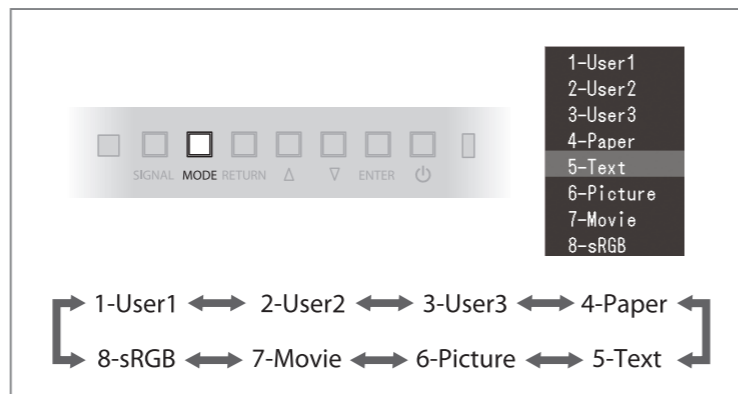 1-User1
2-User2
3-User3
4-Paper
5-Text
6-Picture
7-Movie
8-sRGB
SIGNAL MODE RETURN Δ ∇ ENTER
1-User1 2-User2 3-User3 4-Paper
8-sRGB 7-Movie 6-Picture 5-Text